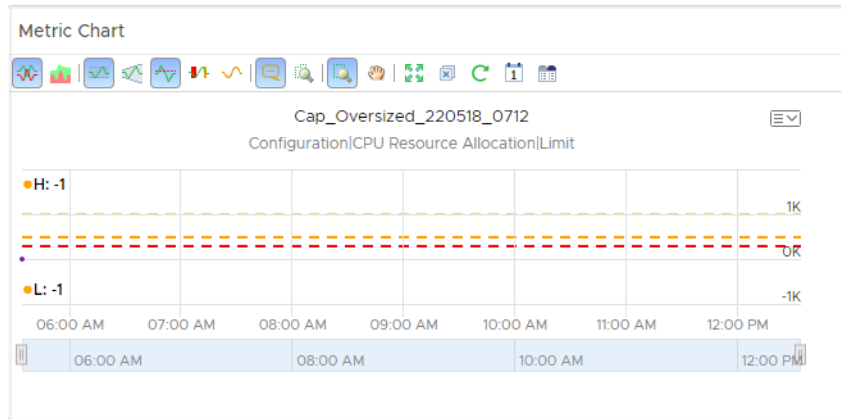 Metric Chart
1
Cap_Oversized_220518_0712
Configuration|CPU Resource Allocation|Limit
H: -1
1K
0K
L: -1
-1K
06:00 AM 07:00 AM 08:00 AM 09:00 AM 10:00 AM 11:00 AM 12:00 PM
06:00 AM 08:00 AM 10:00 AM 12:00 PM